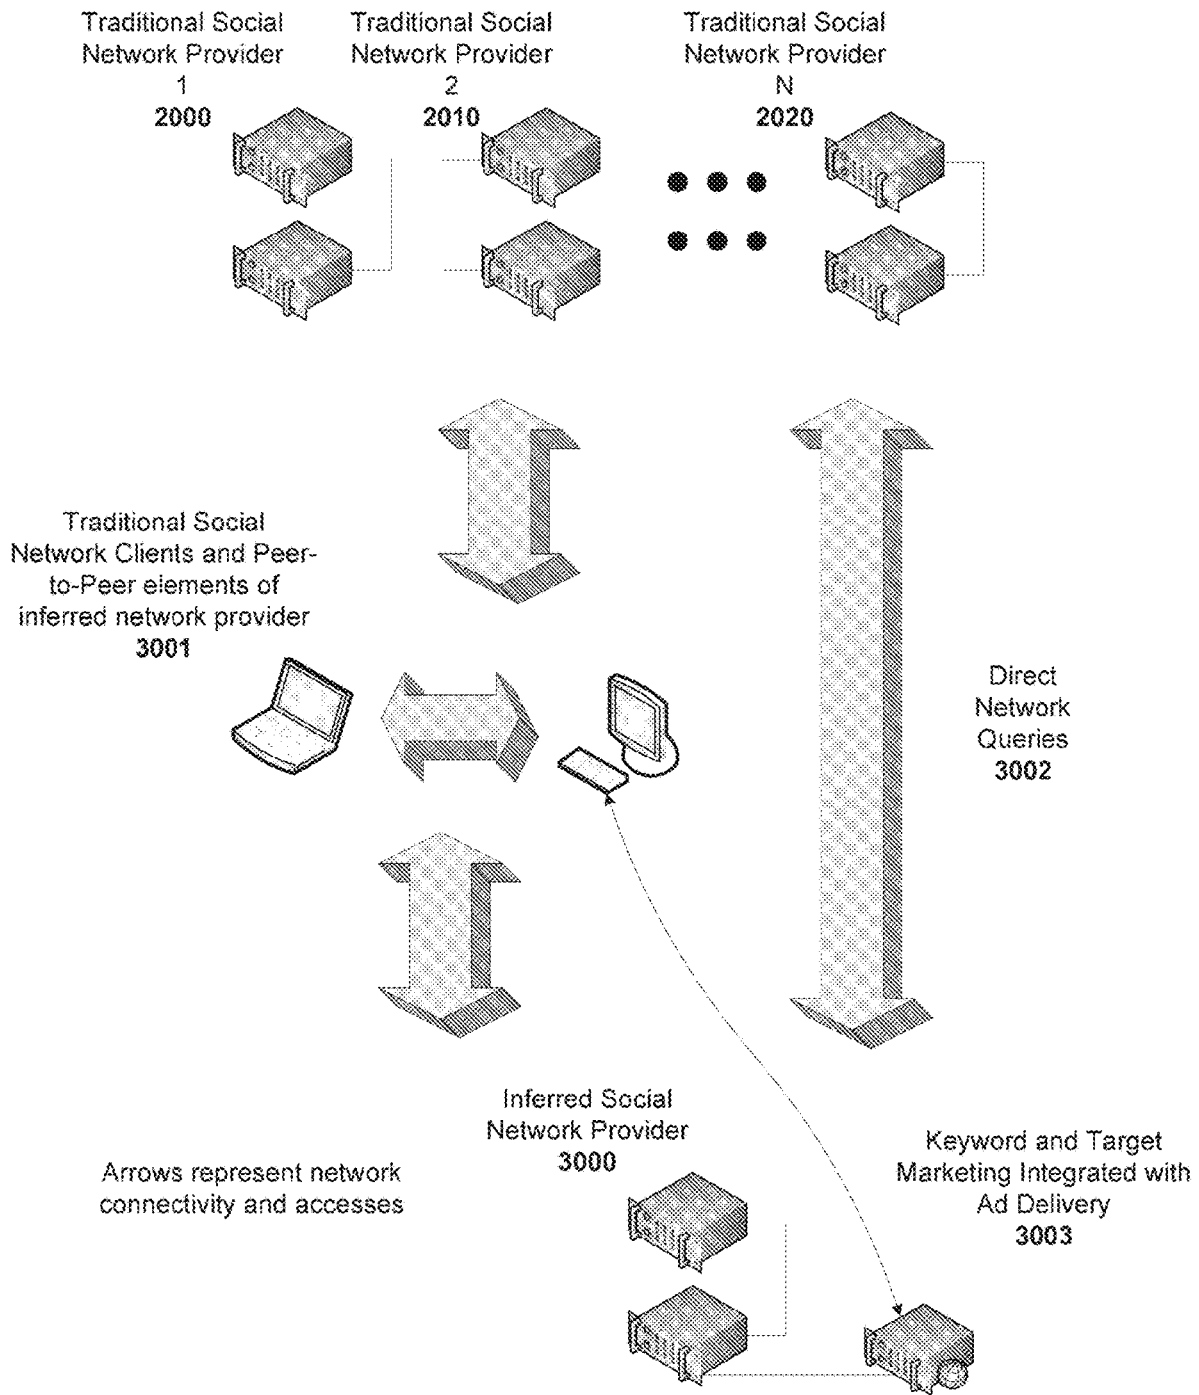 Traditional Social
Network Provider
1
2000
Traditional Social
Network Provider
2
2010
Traditional Social
Network Provider
N
2020
Traditional Social
Network Clients and Peer-
to-Peer elements of
inferred network provider
3001
Direct
Network
Queries
3002
Inferred Social
Network Provider
3000
Arrows represent network
connectivity and accesses
Keyword and Target
Marketing Integrated with
Ad Delivery
3003